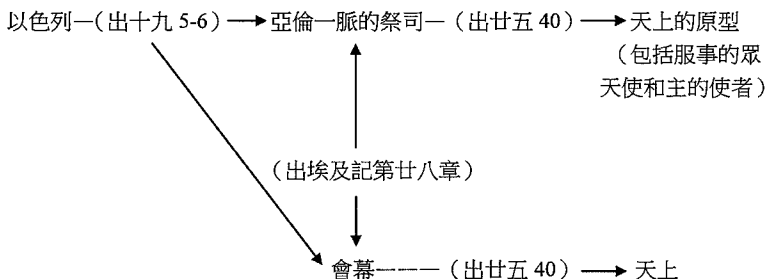 以色列—(出十九 5-6)→亞倫一脈的祭司—(出廿五 40)→天上的原型
(包括服事的眾
天使和主的使者)
(出埃及記第廿八章)
會幕———(出廿五 40)→天上